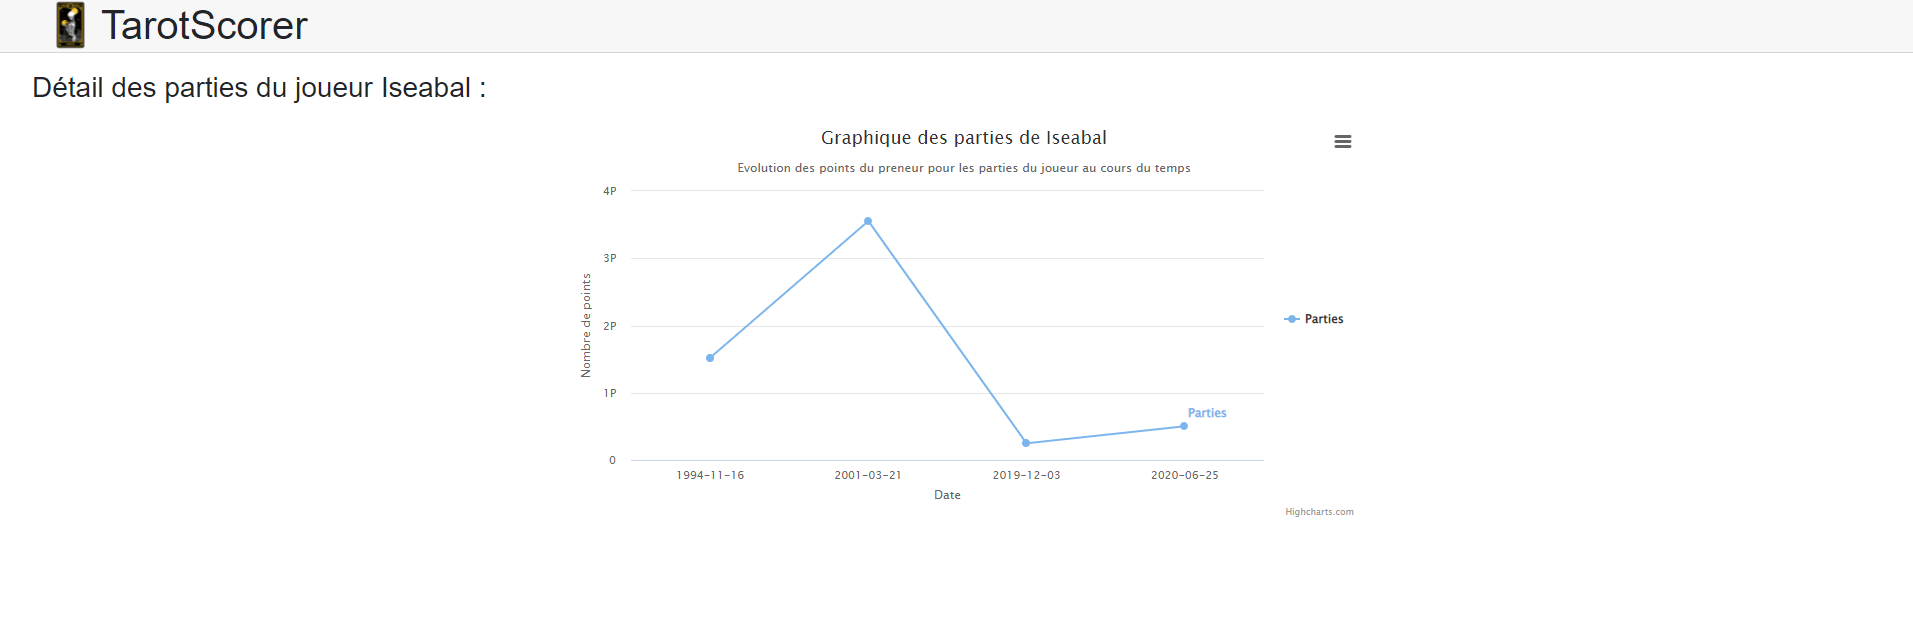 TarotScorer
Détail des parties du joueur Iseabal :
Graphique des parties de Iseabal
Evolution des points du preneur pour les parties du joueur au cours du temps
Nombre de points
4P
3P
2P
1P
0
Parties
1994-11-16
2001-03-21
2019-12-03
2020-06-25
Date
Parties
Highcharts.com